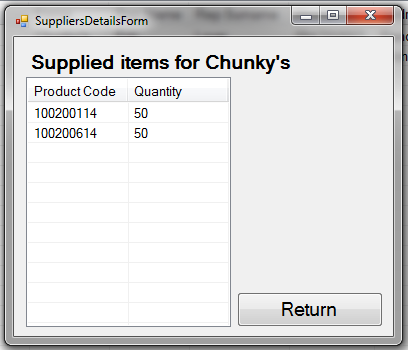 SuppliersDetailsForm
Supplied items for Chunky's
Product Code Quantity
100200114 50
100200614 50
Return